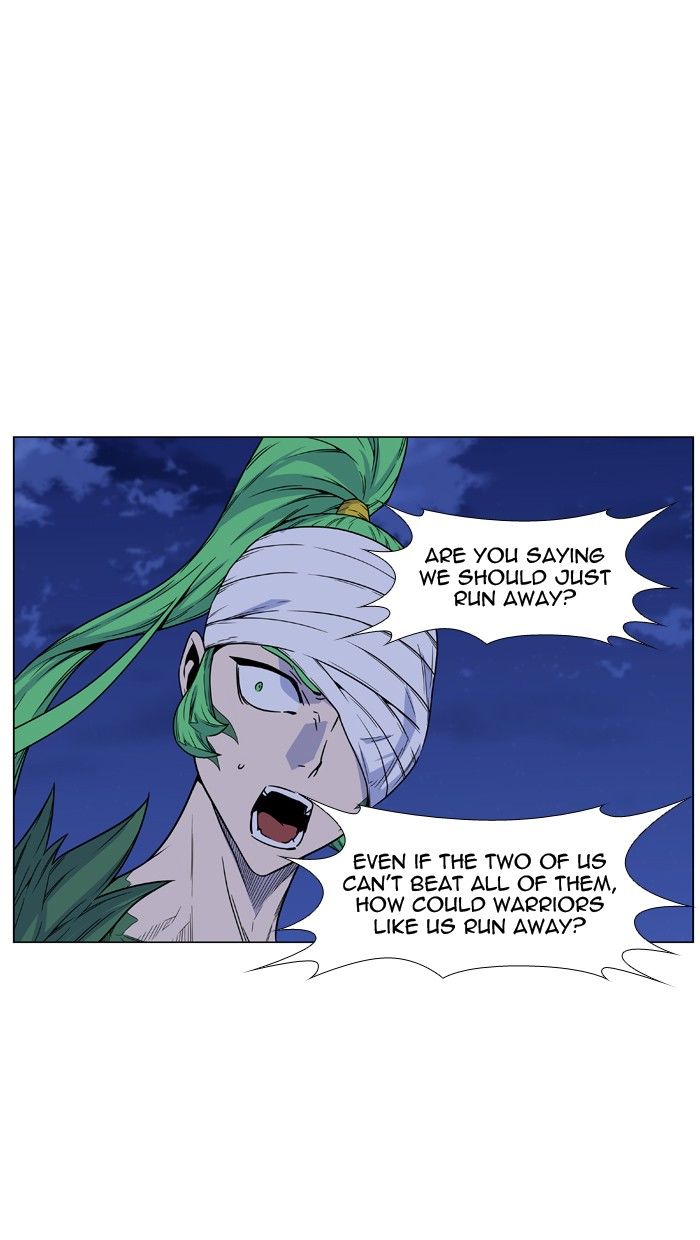 ARE YOU SAYING
WE SHOULD JUST
RUN AWAY?
EVEN IF THE TWO OF US
CAN'T BEAT ALL OF THEM,
HOW COULD WARRIORS
LIKE US RUN AWAY?